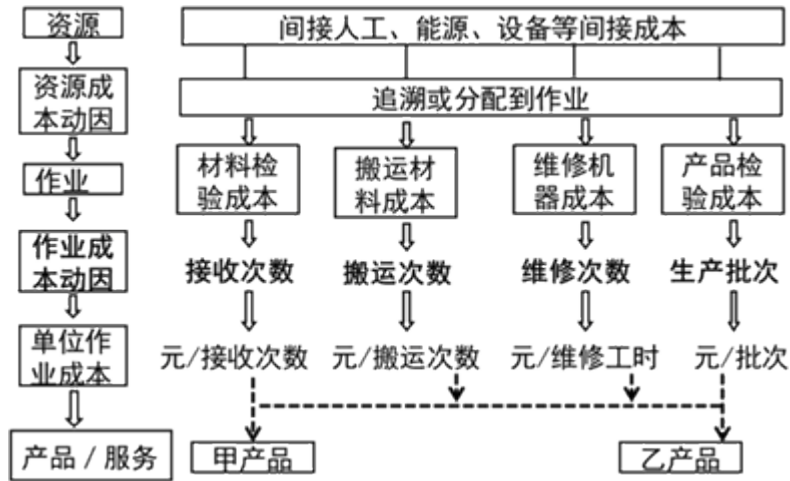 资源
间接人工、能源、设备等间接成本
资源成
本动因
追溯或分配到作业
作业
材料检
验成本
搬运材
料成本
维修机
器成本
产品检
验成本
作业成
本动因
接收次数
搬运次数
维修次数
生产批次
单位作
业成本
元/接收次数
元/搬运次数
元/维修工时
元/批次
产品 / 服务
甲产品
乙产品